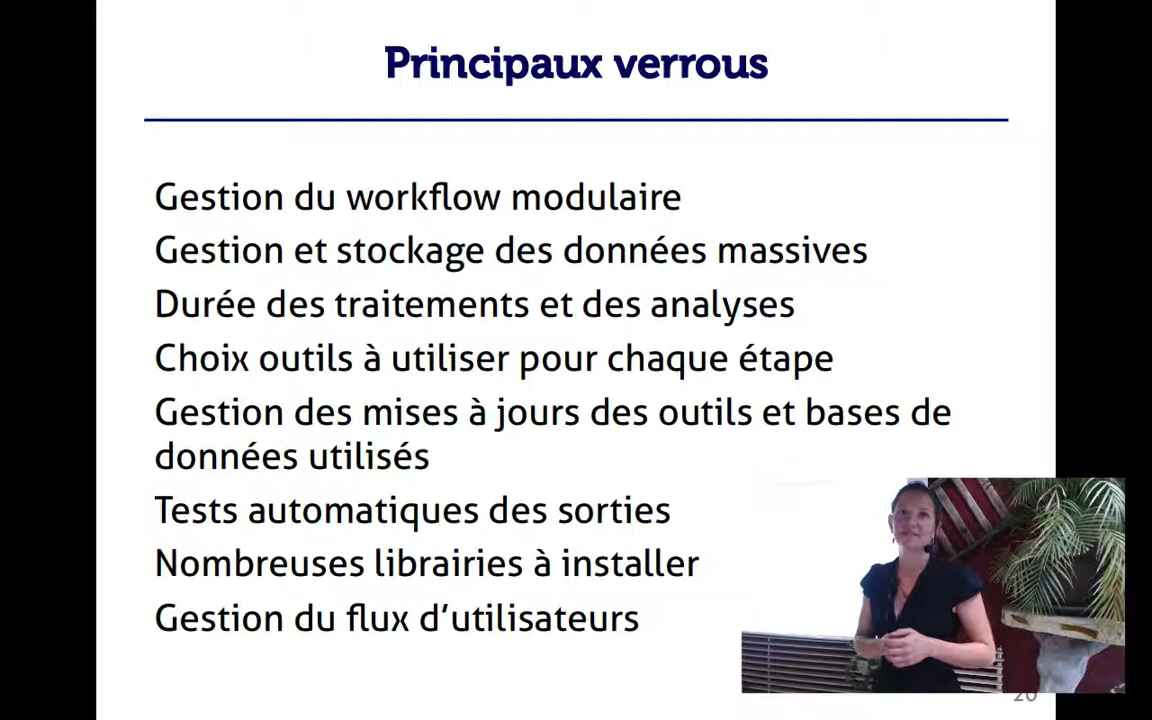 Principaux verrous
Gestion du workflow modulaire
Gestion et stockage des données massives
Durée des traitements et des analyses
Choix outils à utiliser pour chaque étape
Gestion des mises à jours des outils et bases de
données utilisés
Tests automatiques des sorties
Nombreuses librairies à installer
Gestion du flux d’utilisateurs
20